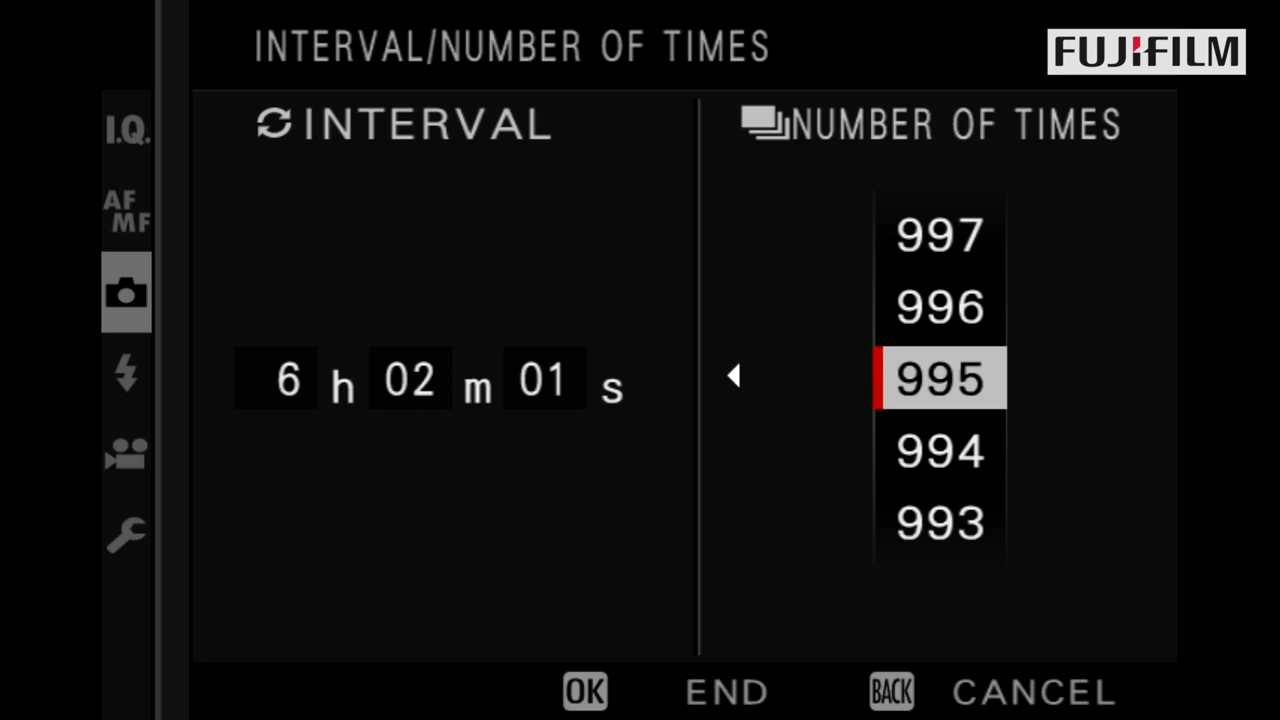 INTERVAL/NUMBER OF TIMES
FUJIFILM
I.Q.
AF
MF
INTERVAL
NUMBER OF TIMES
6 h 02 m 01 s
997
996
995
994
993
OK END BACK CANCEL